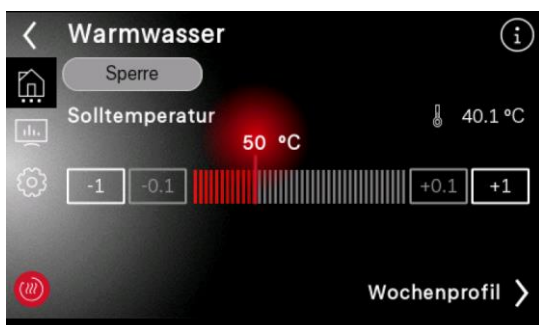 Warmwasser
Sperre
Solltemperatur 40.1 °C
50 °C
-1 -0.1 +0.1 +1
Wochenprofil